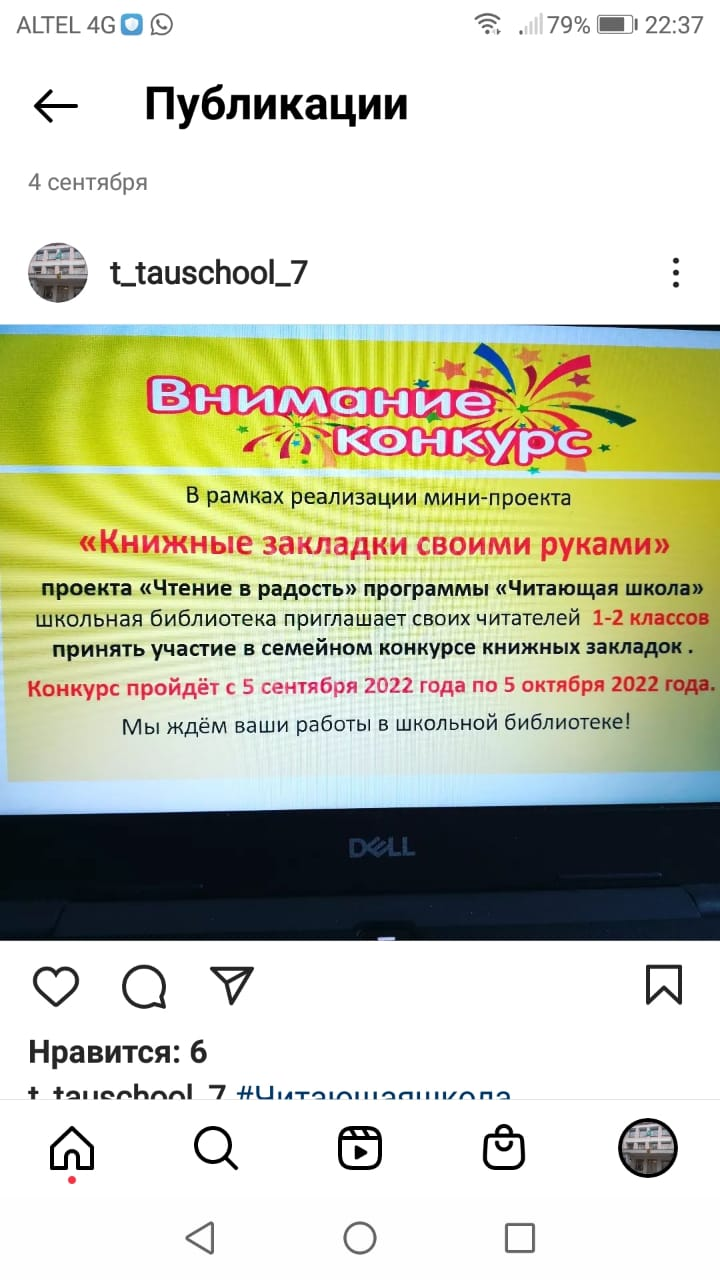 ALTEL 4G 79% 22:37
Публикации
4 сентября
t_tauschool_7
Внимание
конкурс
В рамках реализации мини-проекта
«Книжные закладки своими руками»
проекта «Чтение в радость» программы «Читающая школа»
школьная библиотека приглашает своих читателей 1-2 классов
принять участие в семейном конкурсе книжных закладок .
Конкурс пройдёт с 5 сентября 2022 года по 5 октября 2022 года.
Мы ждём ваши работы в школьной библиотеке!
DELL
Нравится: 6
t_tauschool_7 #Читающаяшкола